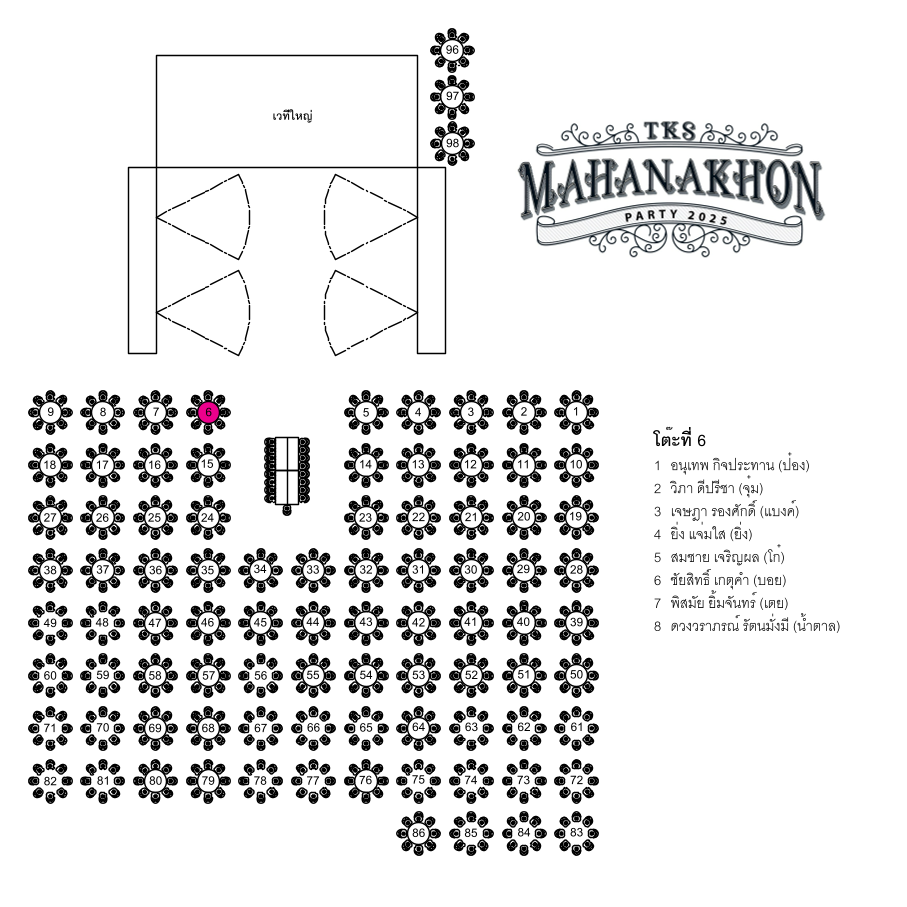 96
97
98
เวทีใหญ่
TKS
MAHANAKHON
PARTY 2025
9 8 7 6 5 4 3 2 1
18 17 16 15 14 13 12 11 10
27 26 25 24 23 22 21 20 19
38 37 36 35 34 33 32 31 30 29 28
49 48 47 46 45 44 43 42 41 40 39
60 59 58 57 56 55 54 53 52 51 50
71 70 69 68 67 66 65 64 63 62 61
82 81 80 79 78 77 76 75 74 73 72
86 85 84 83
โต๊ะที่ 6
1 อนุเทพ กิจประทาน (ป๋อง)
2 วิภา ดีปรีชา (จุ๋ม)
3 เจษฎา รองศักดิ์ (แบงค์)
4 ยิ่ง แจ่มใส (ยิ่ง)
5 สมชาย เจริญผล (โก๋)
6 ชัยสิทธิ์ เกตุคำ (บอย)
7 พิสมัย ยิ้มจันทร์ (เตย)
8 ดวงวราภรณ์ รัตนมั่งมี (น้ำตาล)